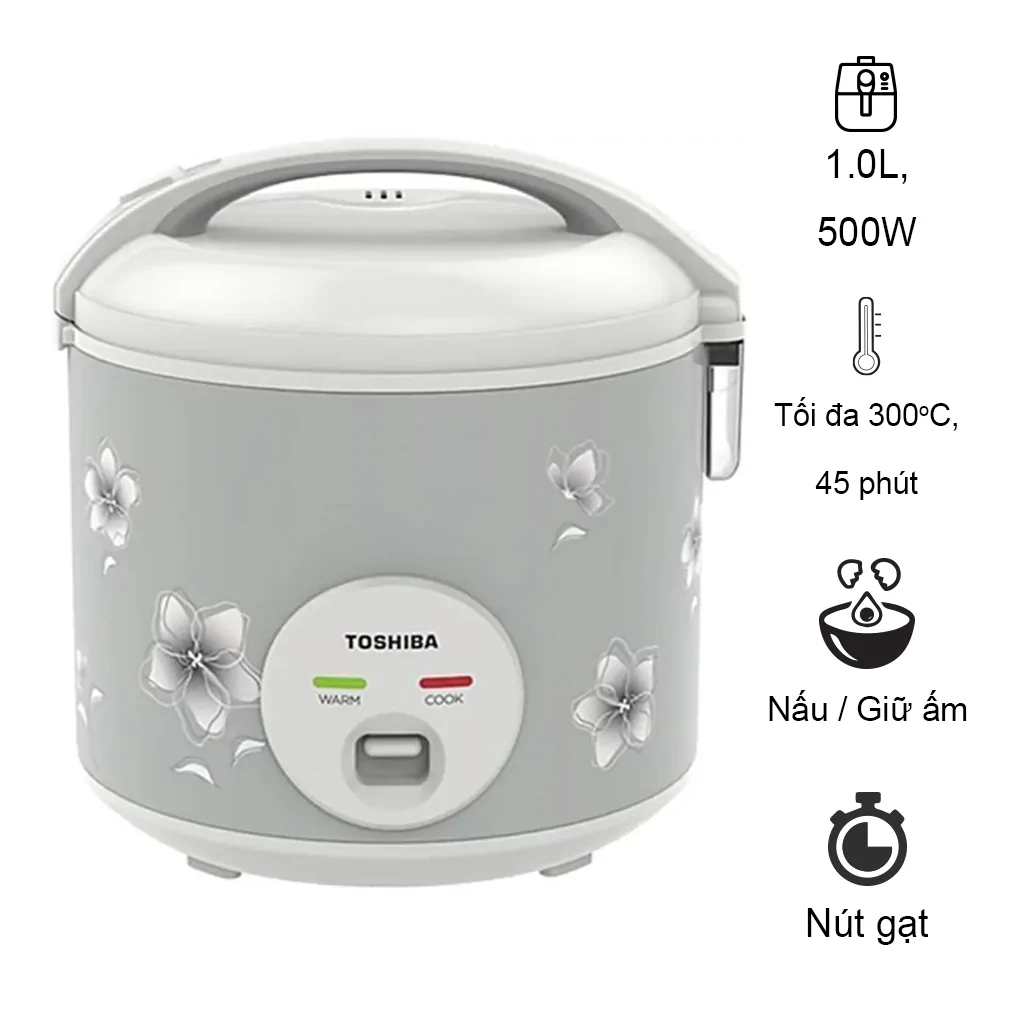 1.0L,
500W
Tối đa 300°C,
45 phút
TOSHIBA
WARM COOK
Nấu / Giữ ấm
Nút gạt